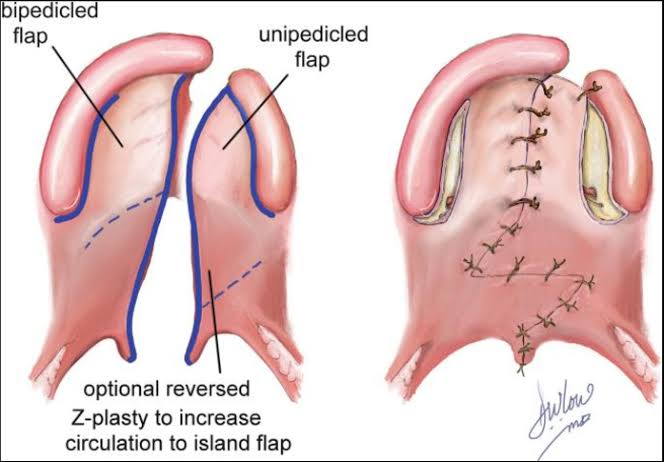 bipedicled
flap
unipedicled
flap
optional reversed
Z-plasty to increase
circulation to island flap